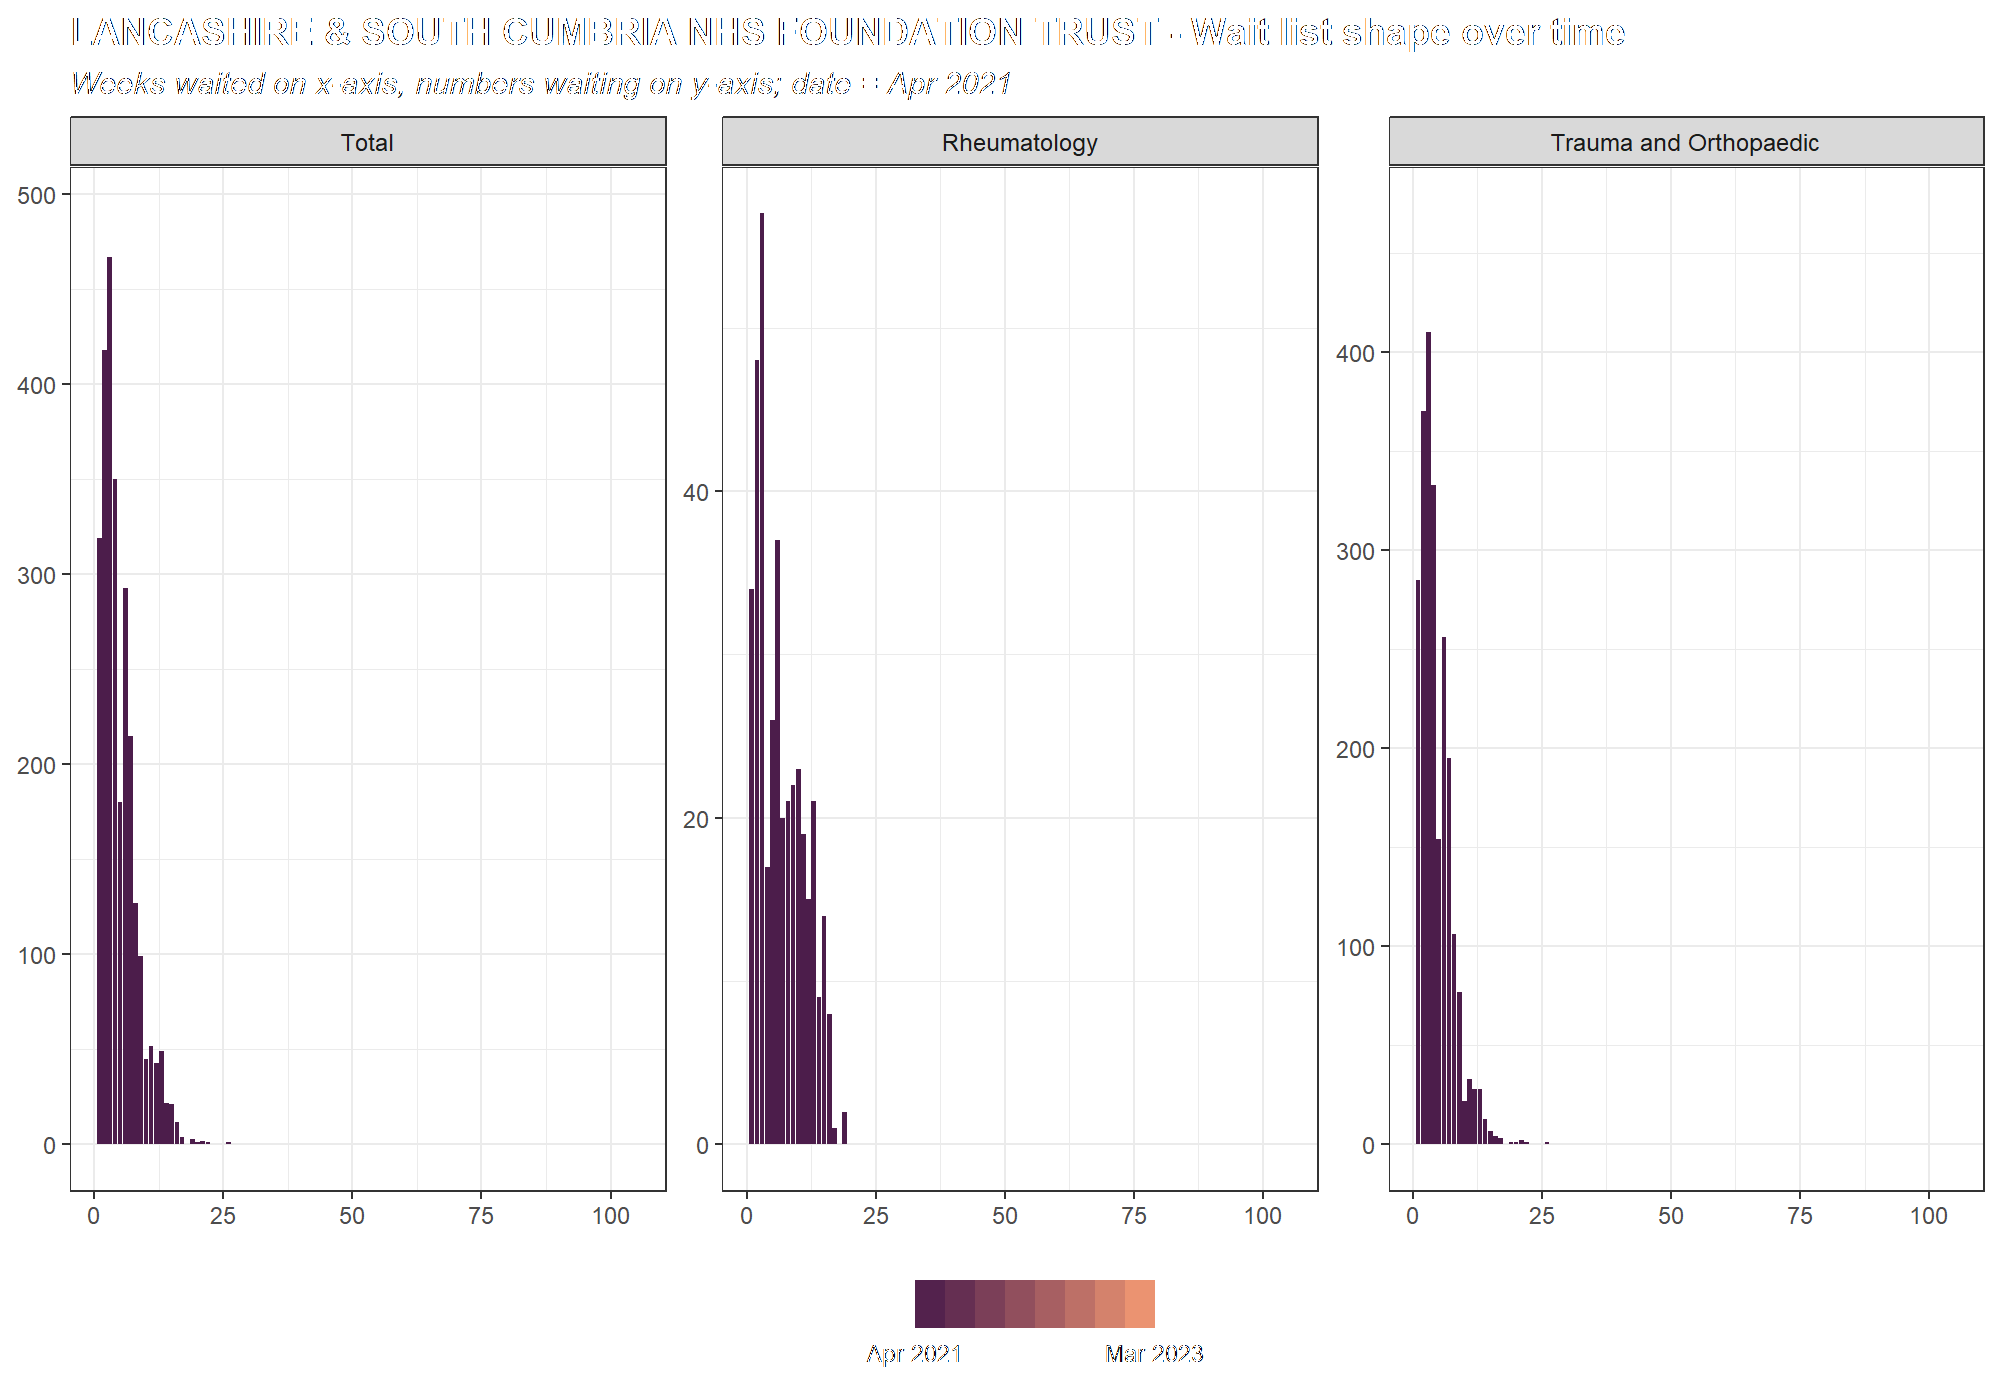 LANCASHIRE & SOUTH CUMBRIA NHS FOUNDATION TRUST - Wait list shape over time
Weeks waited on x-axis, numbers waiting on y-axis; date = Apr 2021
Total
500
400
300
200
100
0
0 25 50 75 100
Rheumatology
40
20
0
0 25 50 75 100
Trauma and Orthopaedic
400
300
200
100
0
0 25 50 75 100
Apr 2021 Mar 2023